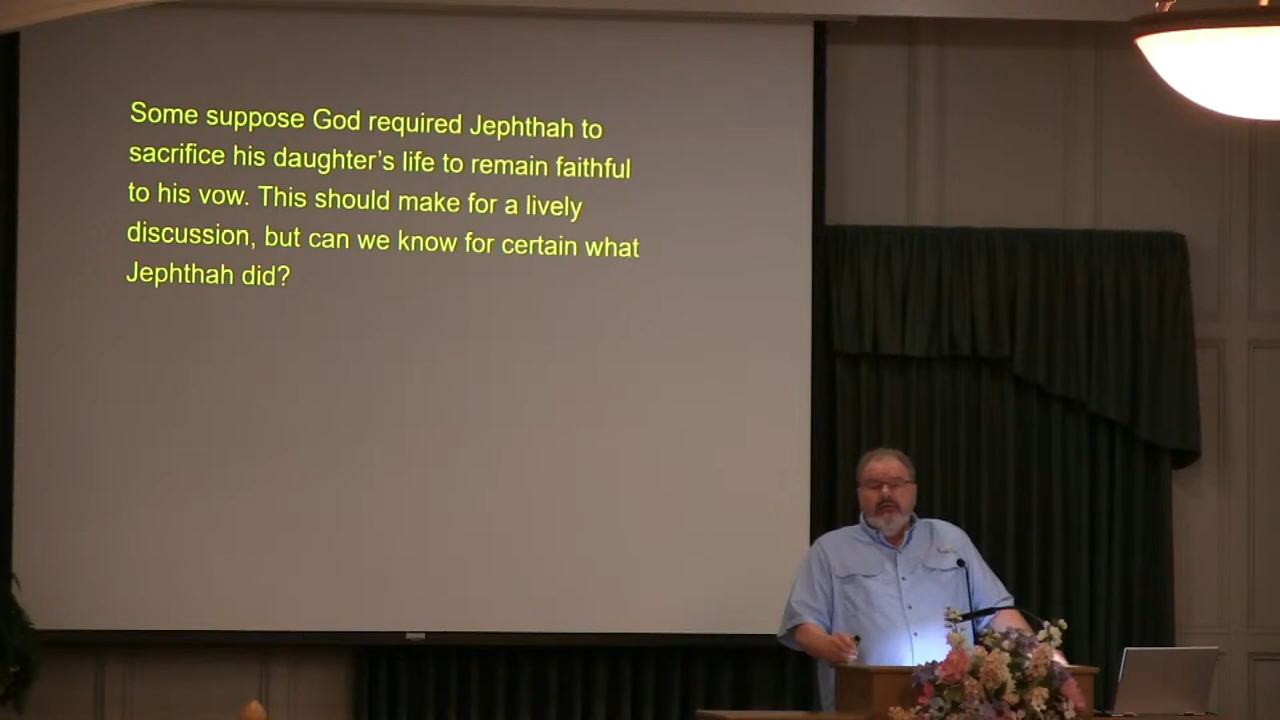 Some suppose God required Jephthah to
sacrifice his daughter's life to remain faithful
to his vow. This should make for a lively
discussion, but can we know for certain what
Jephthah did?